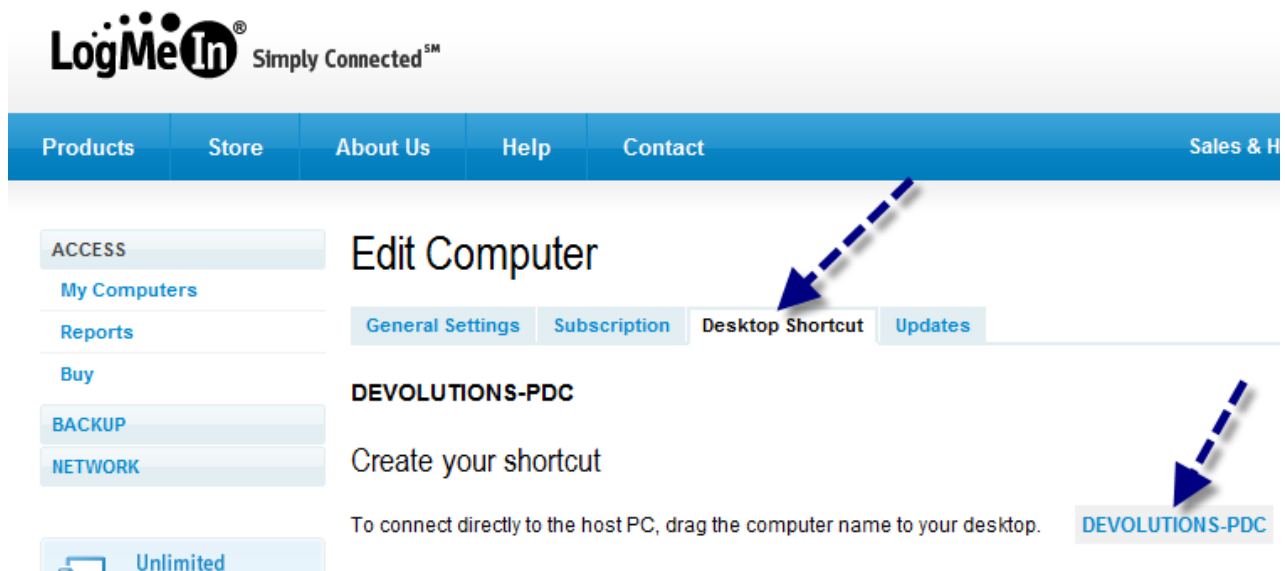 LogMeIn® Simply Connected℠
Products Store About Us Help Contact Sales & H
ACCESS
My Computers
Reports
Buy
BACKUP
NETWORK
Unlimited
Edit Computer
General Settings Subscription Desktop Shortcut Updates
DEVOLUTIONS-PDC
Create your shortcut
To connect directly to the host PC, drag the computer name to your desktop. DEVOLUTIONS-PDC